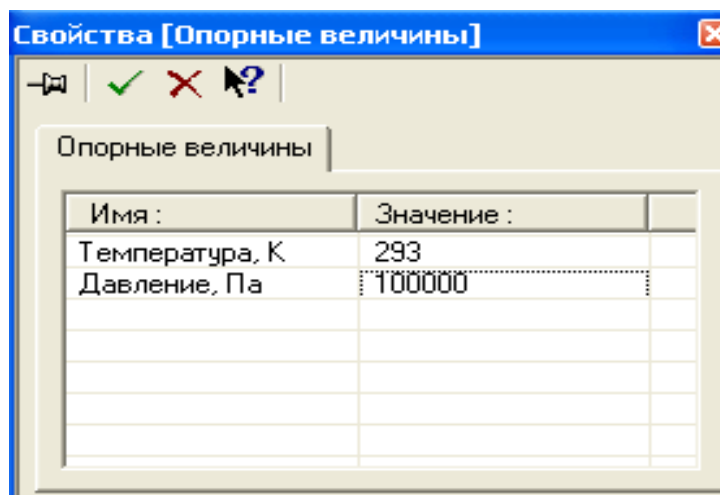 Свойства [Опорные величины]
Опорные величины
Имя : Значение :
Температура, К 293
Давление, Па 100000